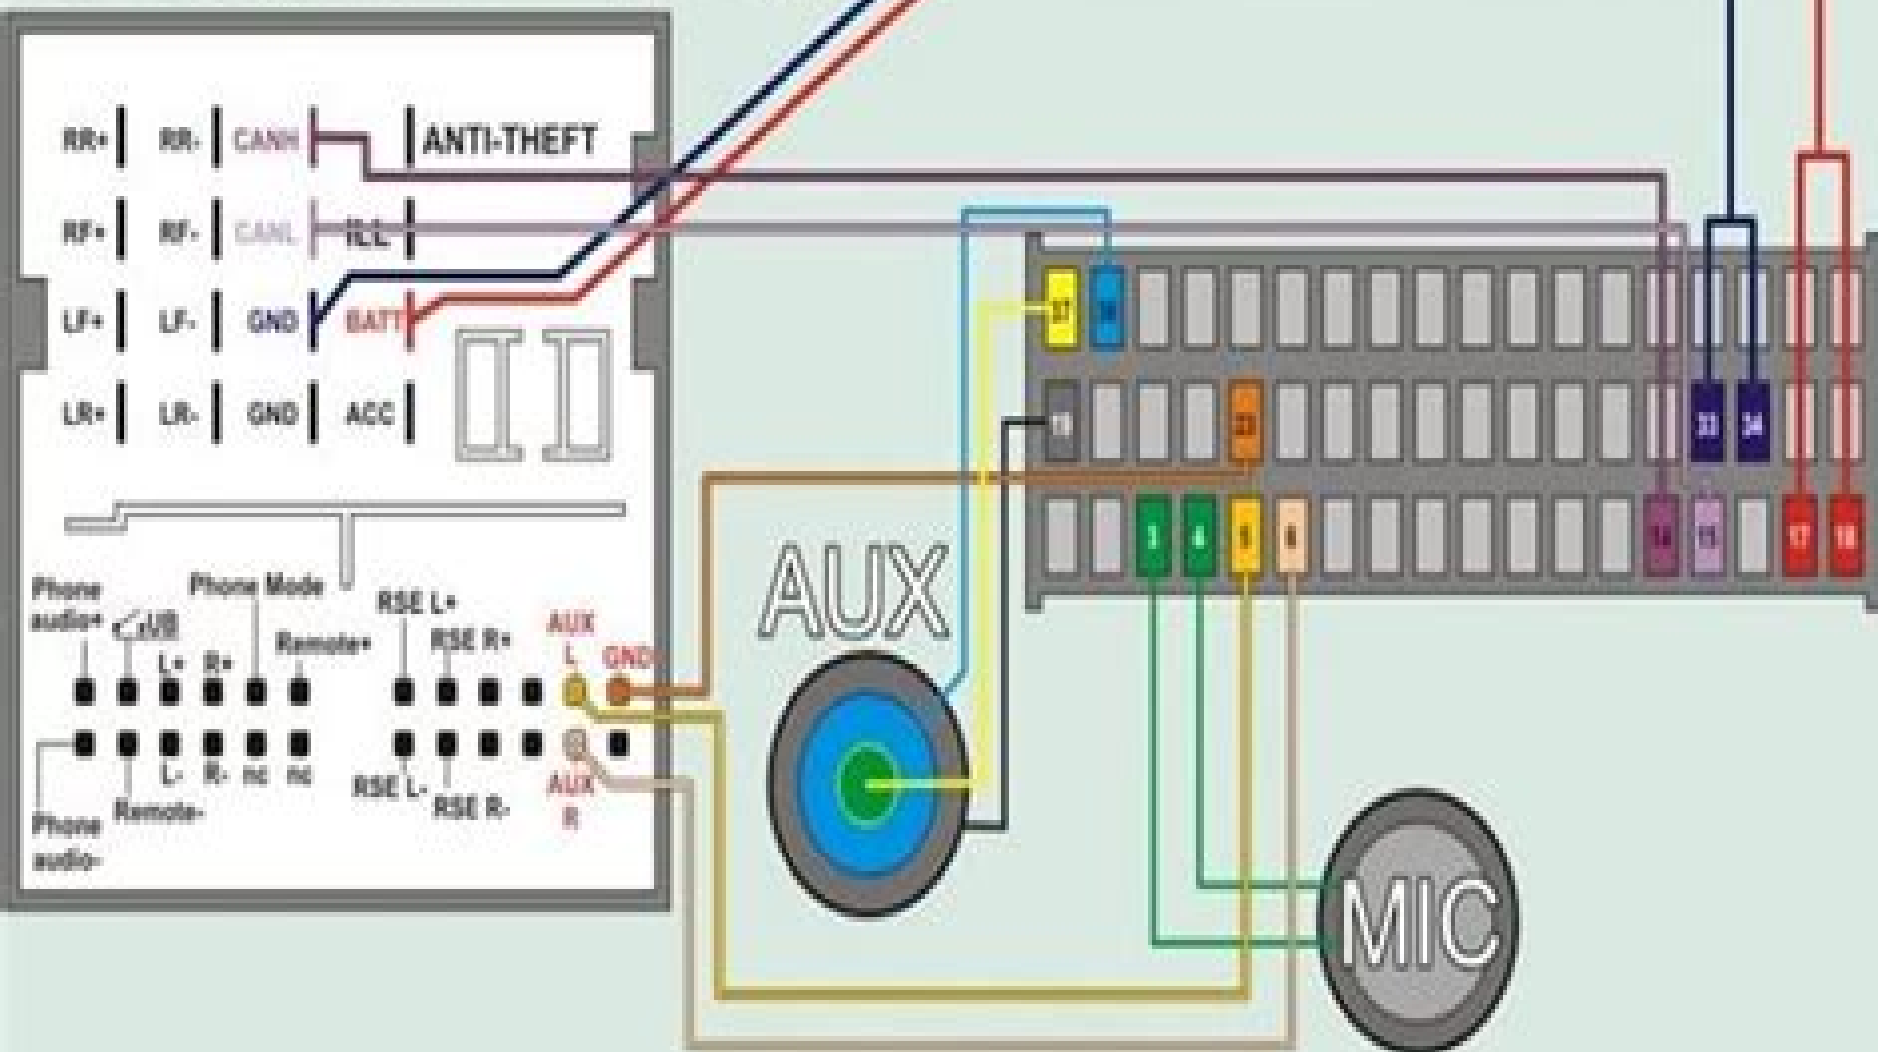 RR+ RR- CANH ANTI-THEFT
RF+ RF- CANL ILL
LF+ LF- GND BATT
LR+ LR- GND ACC
37
19 23 33 34
3 4 5 6 14 15 17 18
Phone
audio+
Phone Mode
L+ R+
Remote+
RSE L+
RSE R+
AUX
L
GND
L- R- nc nc
Remote-
Phone
audio-
RSE L-
RSE R-
AUX
R
AUX
MIC